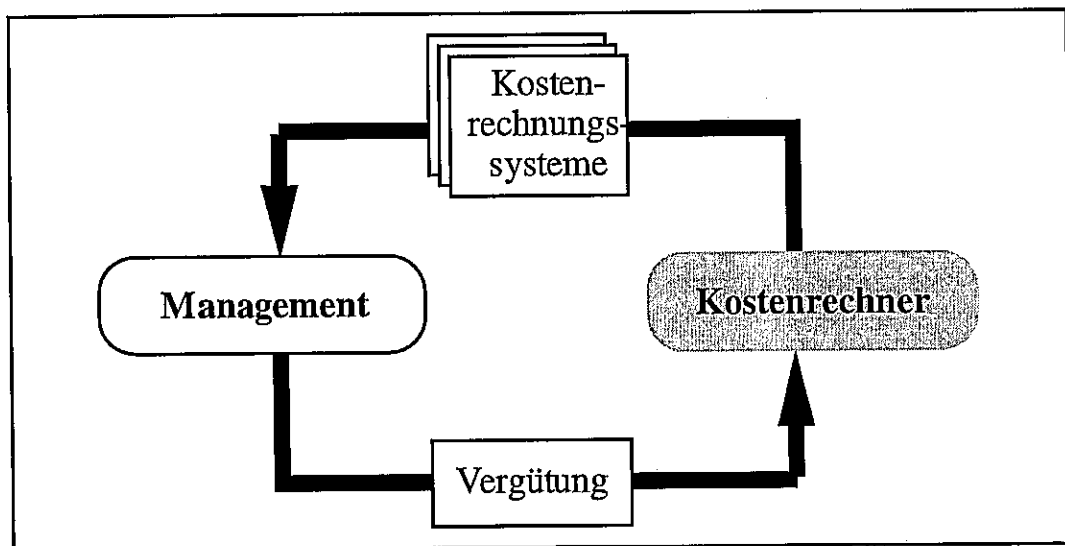 Kosten-
rechnungs-
systeme
Management
Kostenrechner
Vergütung